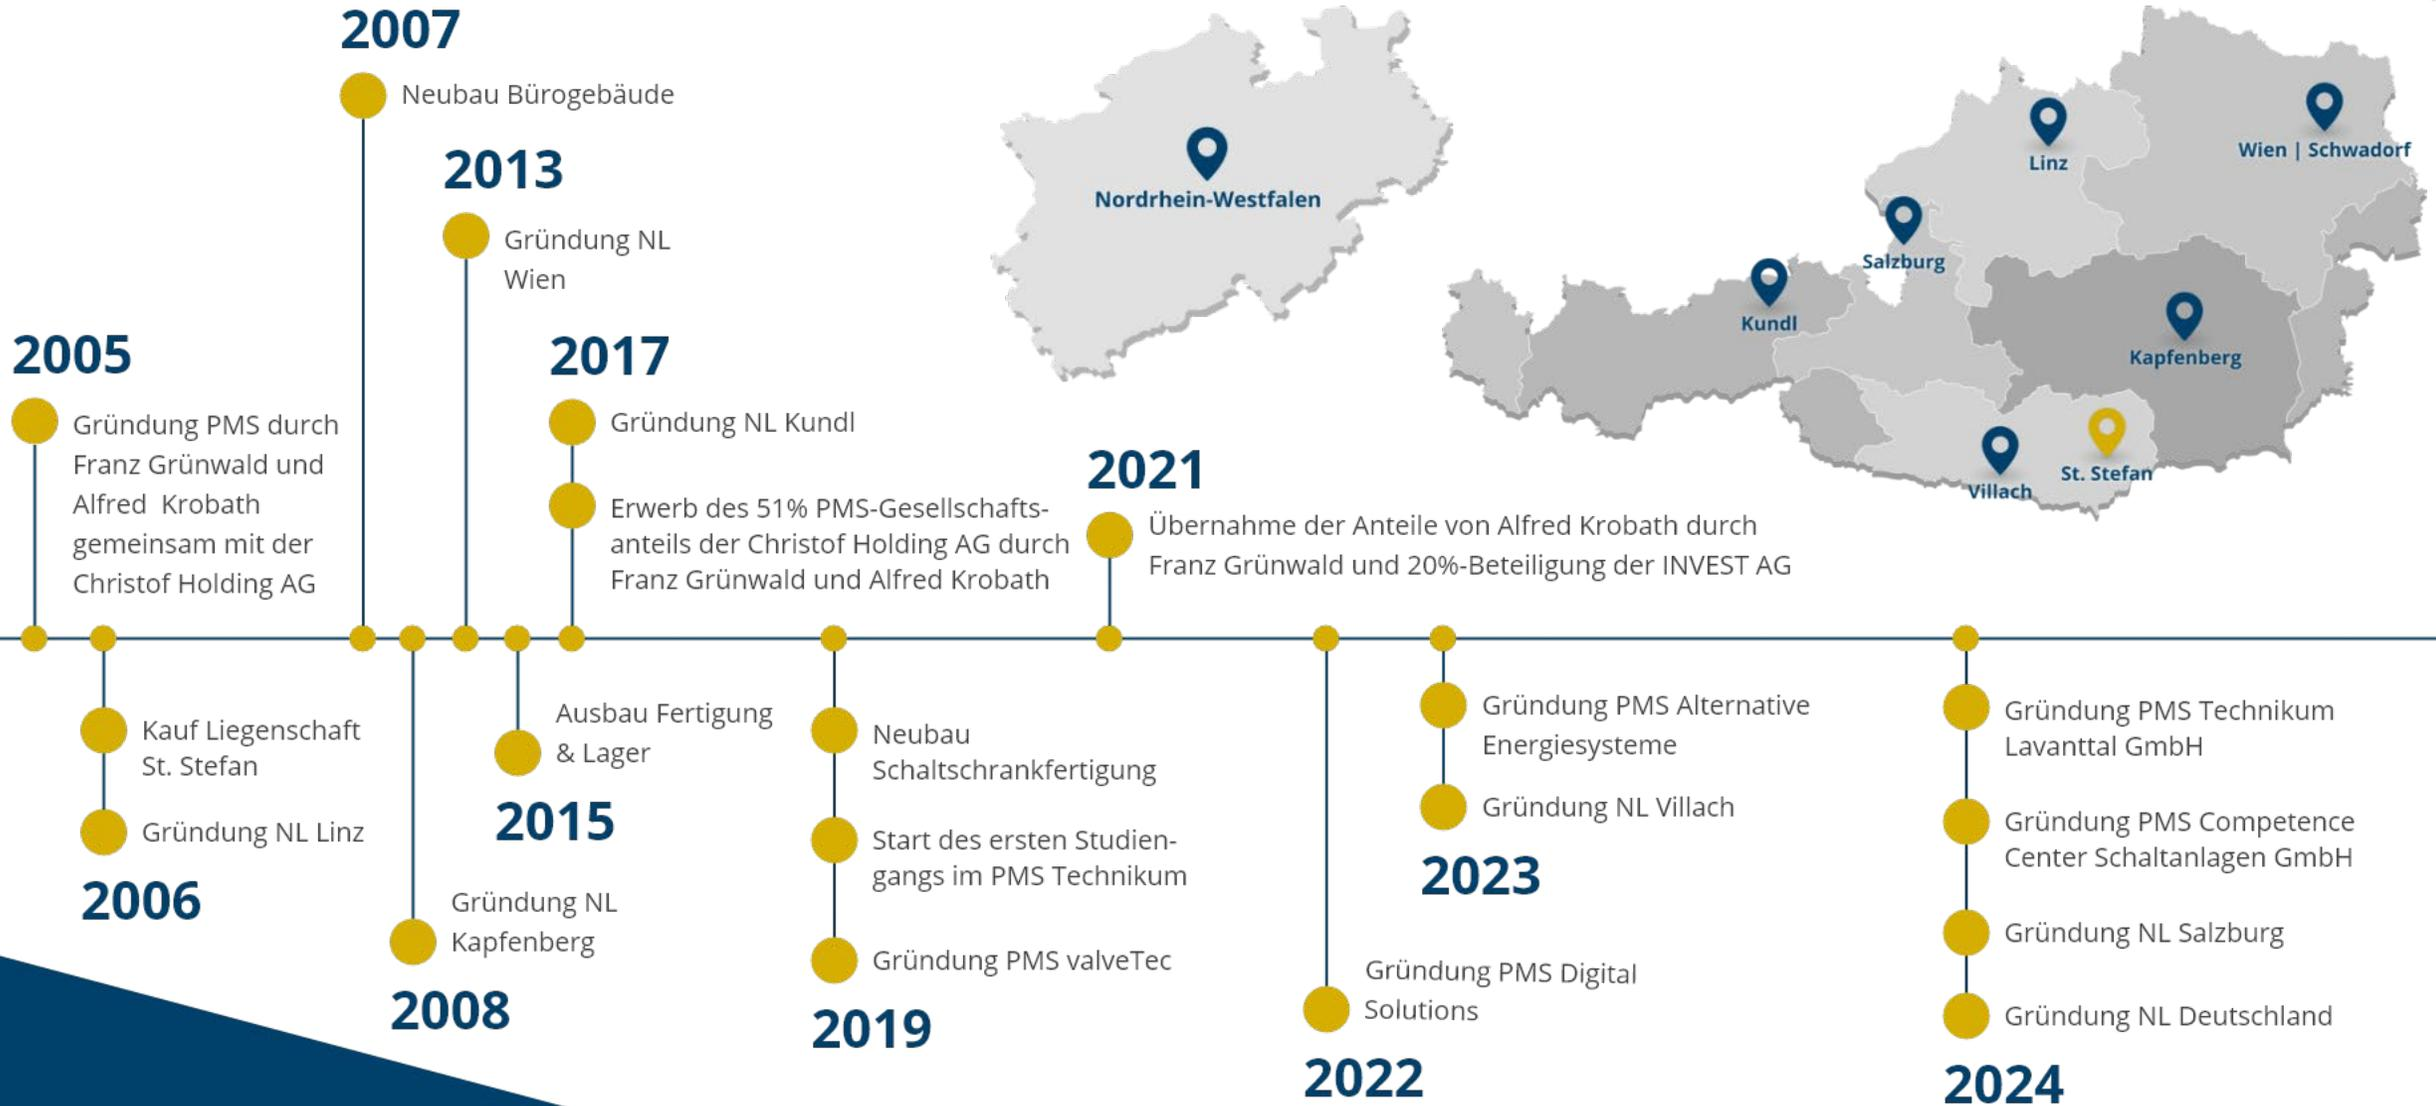 2007
Neubau Bürogebäude
2013
Gründung NL
Wien
2005
Gründung PMS durch
Franz Grünwald und
Alfred  Krobath
gemeinsam mit der
Christof Holding AG
2017
Gründung NL Kundl
Erwerb des 51% PMS-Gesellschafts-
anteils der Christof Holding AG durch
Franz Grünwald und Alfred Krobath
2021
Übernahme der Anteile von Alfred Krobath durch
Franz Grünwald und 20%-Beteiligung der INVEST AG
Nordrhein-Westfalen
Linz
Wien | Schwadorf
Salzburg
Kundl
Kapfenberg
St. Stefan
Villach
Kauf Liegenschaft
St. Stefan
Gründung NL Linz
2006
Gründung NL
Kapfenberg
2008
Ausbau Fertigung
& Lager
2015
Neubau
Schaltschrankfertigung
Start des ersten Studien-
gangs im PMS Technikum
Gründung PMS valveTec
2019
Gründung PMS Digital
Solutions
2022
Gründung PMS Alternative
Energiesysteme
Gründung NL Villach
2023
Gründung PMS Technikum
Lavanttal GmbH
Gründung PMS Competence
Center Schaltanlagen GmbH
Gründung NL Salzburg
Gründung NL Deutschland
2024